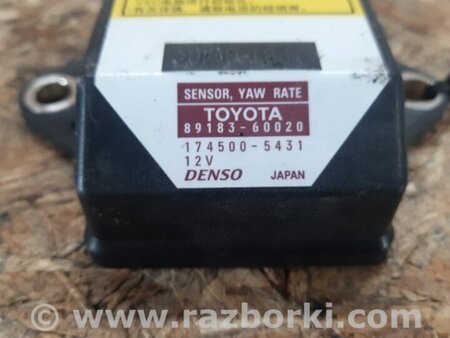 SENSOR, YAW RATE
TOYOTA
89183-60020
174500-5431
12V
DENSO JAPAN
www.razborki.com